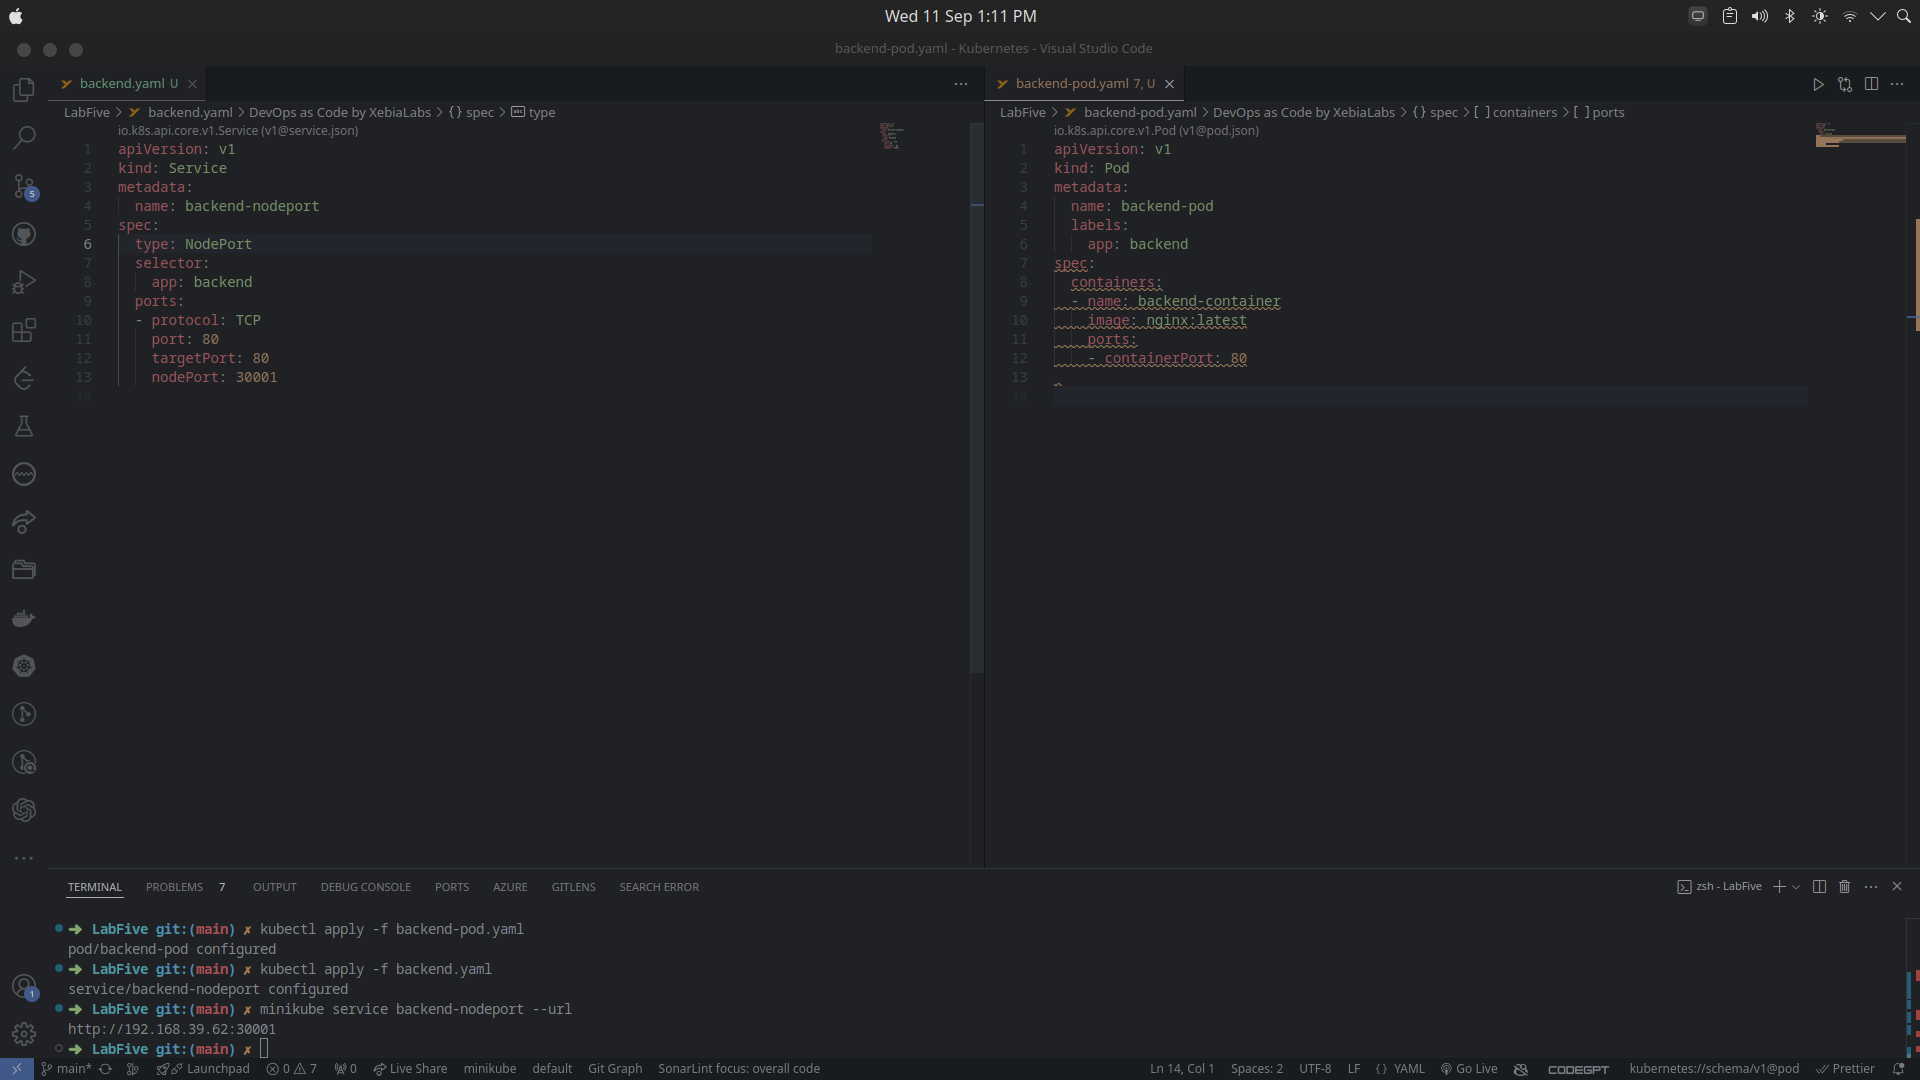 Wed 11 Sep 1:11 PM
backend-pod.yaml - Kubernetes - Visual Studio Code
backend.yaml U
LabFive > backend.yaml > DevOps as Code by XebiaLabs > {} spec > abc type
io.k8s.api.core.v1.Service (v1@service.json)
1 apiVersion: v1
2 kind: Service
3 metadata:
4 name: backend-nodeport
5 spec:
6 type: NodePort
7 selector:
8 app: backend
9 ports:
10 - protocol: TCP
11 port: 80
12 targetPort: 80
13 nodePort: 30001
14
backend-pod.yaml 7, U
LabFive > backend-pod.yaml > DevOps as Code by XebiaLabs > {} spec > [ ] containers > [ ] ports
io.k8s.api.core.v1.Pod (v1@pod.json)
1 apiVersion: v1
2 kind: Pod
3 metadata:
4 name: backend-pod
5 labels:
6 app: backend
7 spec:
8 containers:
9 - name: backend-container
10 image: nginx:latest
11 ports:
12 - containerPort: 80
13
14
5
1
TERMINAL PROBLEMS 7 OUTPUT DEBUG CONSOLE PORTS AZURE GITLENS SEARCH ERROR
zsh - LabFive
➜ LabFive git:(main) ✗ kubectl apply -f backend-pod.yaml
pod/backend-pod configured
➜ LabFive git:(main) ✗ kubectl apply -f backend.yaml
service/backend-nodeport configured
➜ LabFive git:(main) ✗ minikube service backend-nodeport --url
http://192.168.39.62:30001
➜ LabFive git:(main) ✗
main* Launchpad 0 7 0 Live Share minikube default Git Graph SonarLint focus: overall code
Ln 14, Col 1 Spaces: 2 UTF-8 LF {} YAML Go Live CODEGPT kubernetes://schema/v1@pod Prettier